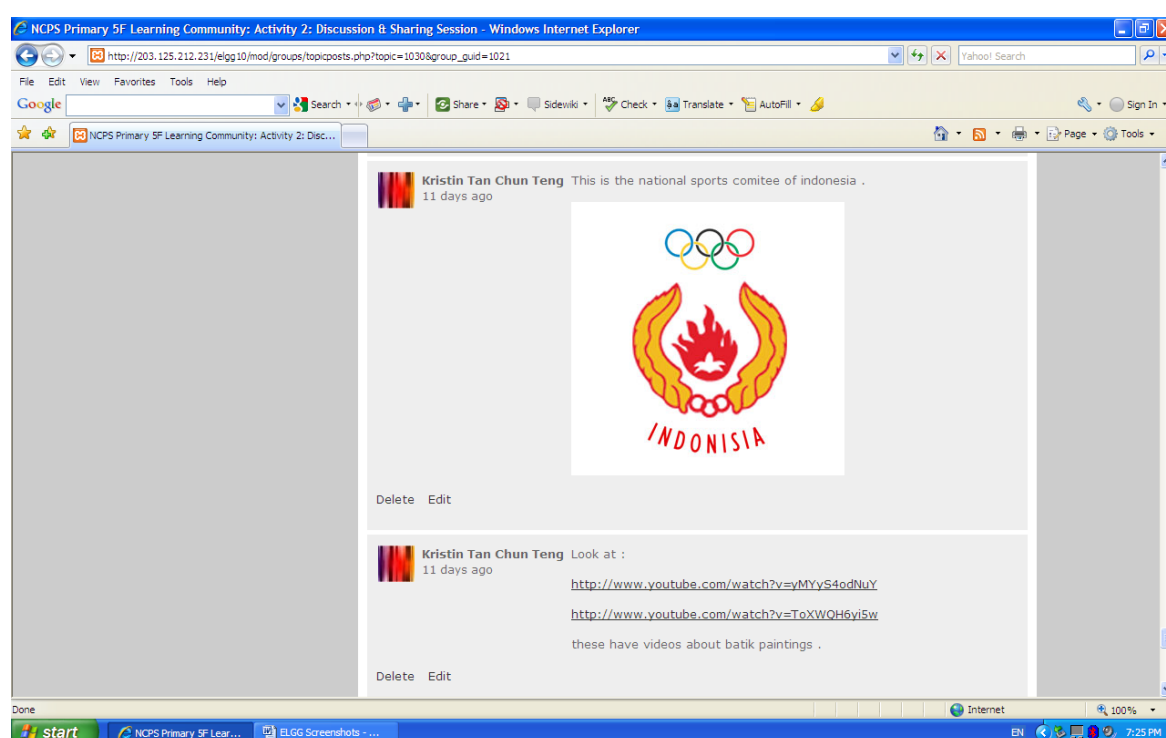 NCPS Primary 5F Learning Community: Activity 2: Discussion & Sharing Session - Windows Internet Explorer
http://203.125.212.231/elgg10/mod/groups/topicposts.php?topic=1030&group_guid=1021
Yahoo! Search
File Edit View Favorites Tools Help
Google Search Share Sidewiki ABC Check Translate AutoFill Sign In
NCPS Primary 5F Learning Community: Activity 2: Disc... Page Tools
Kristin Tan Chun Teng This is the national sports comitee of indonesia .
11 days ago
INDONISIA
Delete Edit
Kristin Tan Chun Teng Look at :
11 days ago
http://www.youtube.com/watch?v=yMYyS4odNuY
http://www.youtube.com/watch?v=ToXWQH6yi5w
these have videos about batik paintings .
Delete Edit
Done Internet 100%
start NCPS Primary 5F Lear... ELGG Screenshots - ... EN 7:25 PM